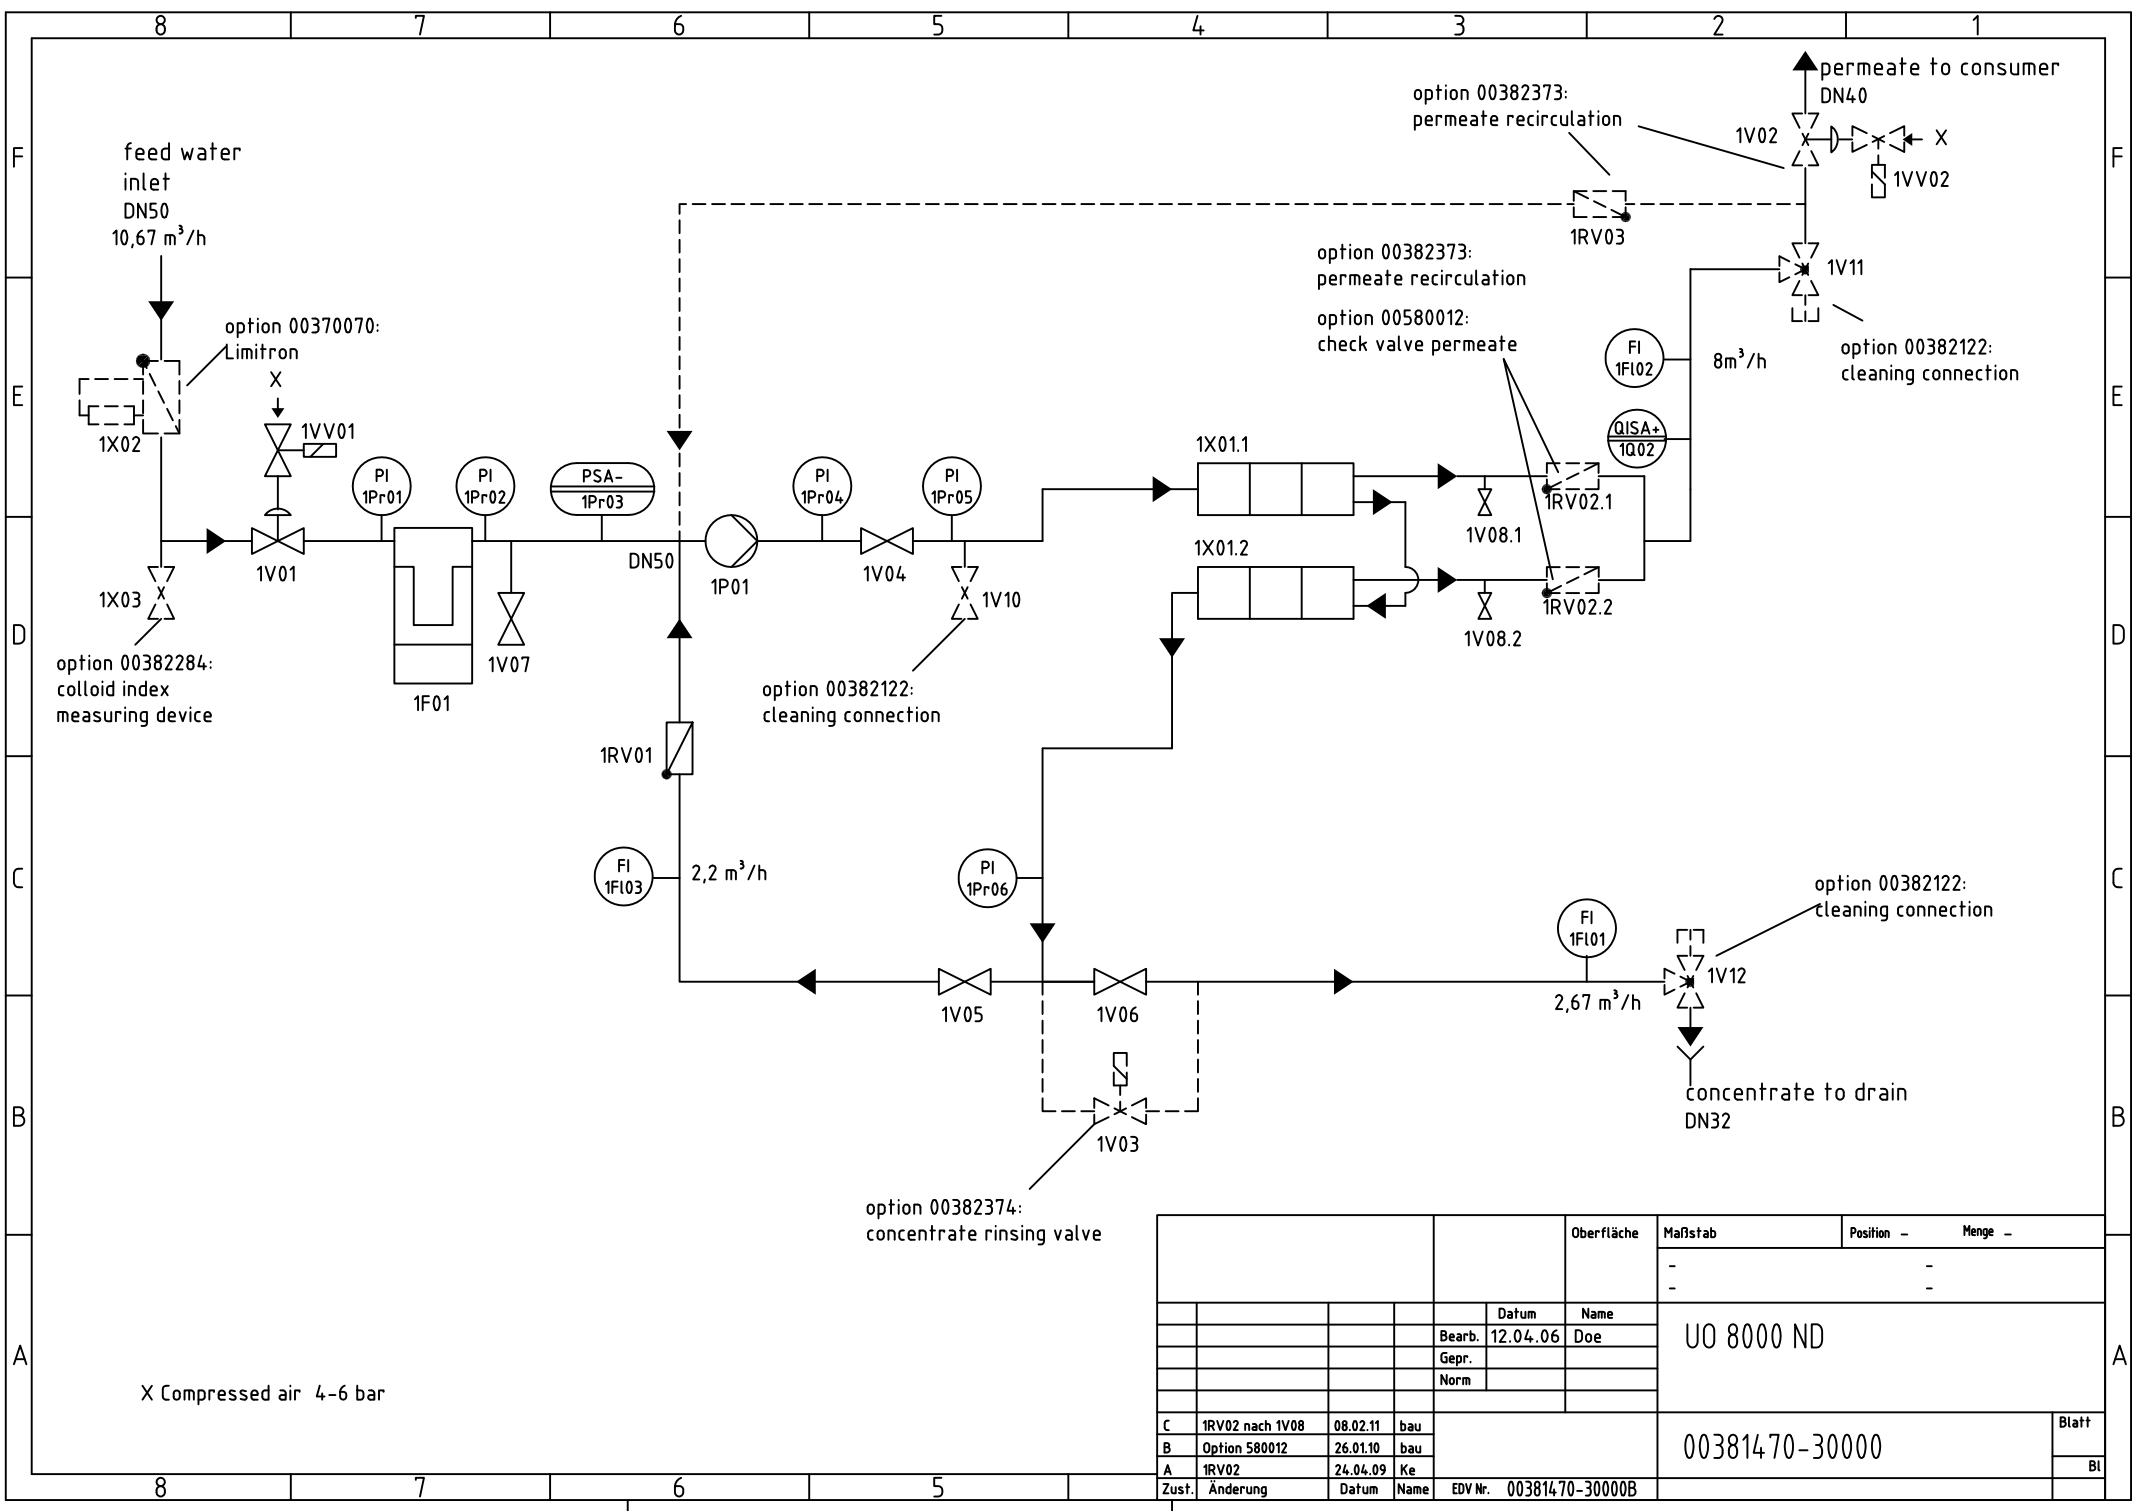 8 7 6 5 4 3 2 1
F
E
D
C
B
A
F
E
D
C
B
A
8 7 6 5
feed water
inlet
DN50
10,67 m³/h
option 00370070:
Limitron
X
1X02
1VV01
1V01
1X03
option 00382284:
colloid index
measuring device
PI
1Pr01
PI
1Pr02
1F01
1V07
PSA-
1Pr03
DN50
1P01
PI
1Pr04
1V04
PI
1Pr05
1V10
option 00382122:
cleaning connection
1RV01
FI
1Fl03
2,2 m³/h
PI
1Pr06
1V05
1V06
1V03
option 00382374:
concentrate rinsing valve
1X01.1
1X01.2
1V08.1
1V08.2
1RV02.1
1RV02.2
option 00382373:
permeate recirculation
option 00580012:
check valve permeate
option 00382373:
permeate recirculation
1RV03
permeate to consumer
DN40
1V02
X
1VV02
1V11
option 00382122:
cleaning connection
FI
1Fl02
8m³/h
QISA+
1Q02
option 00382122:
cleaning connection
FI
1Fl01
2,67 m³/h
1V12
concentrate to drain
DN32
X Compressed air 4-6 bar
Oberfläche
Maßstab
Position -
Menge -
- -
- -
Datum Name
Bearb. 12.04.06 Doe
Gepr.
Norm
UO 8000 ND
00381470-30000
Blatt
Bl
C 1RV02 nach 1V08 08.02.11 bau
B Option 580012 26.01.10 bau
A 1RV02 24.04.09 Ke
Zust. Änderung Datum Name
EDV Nr. 00381470-30000B